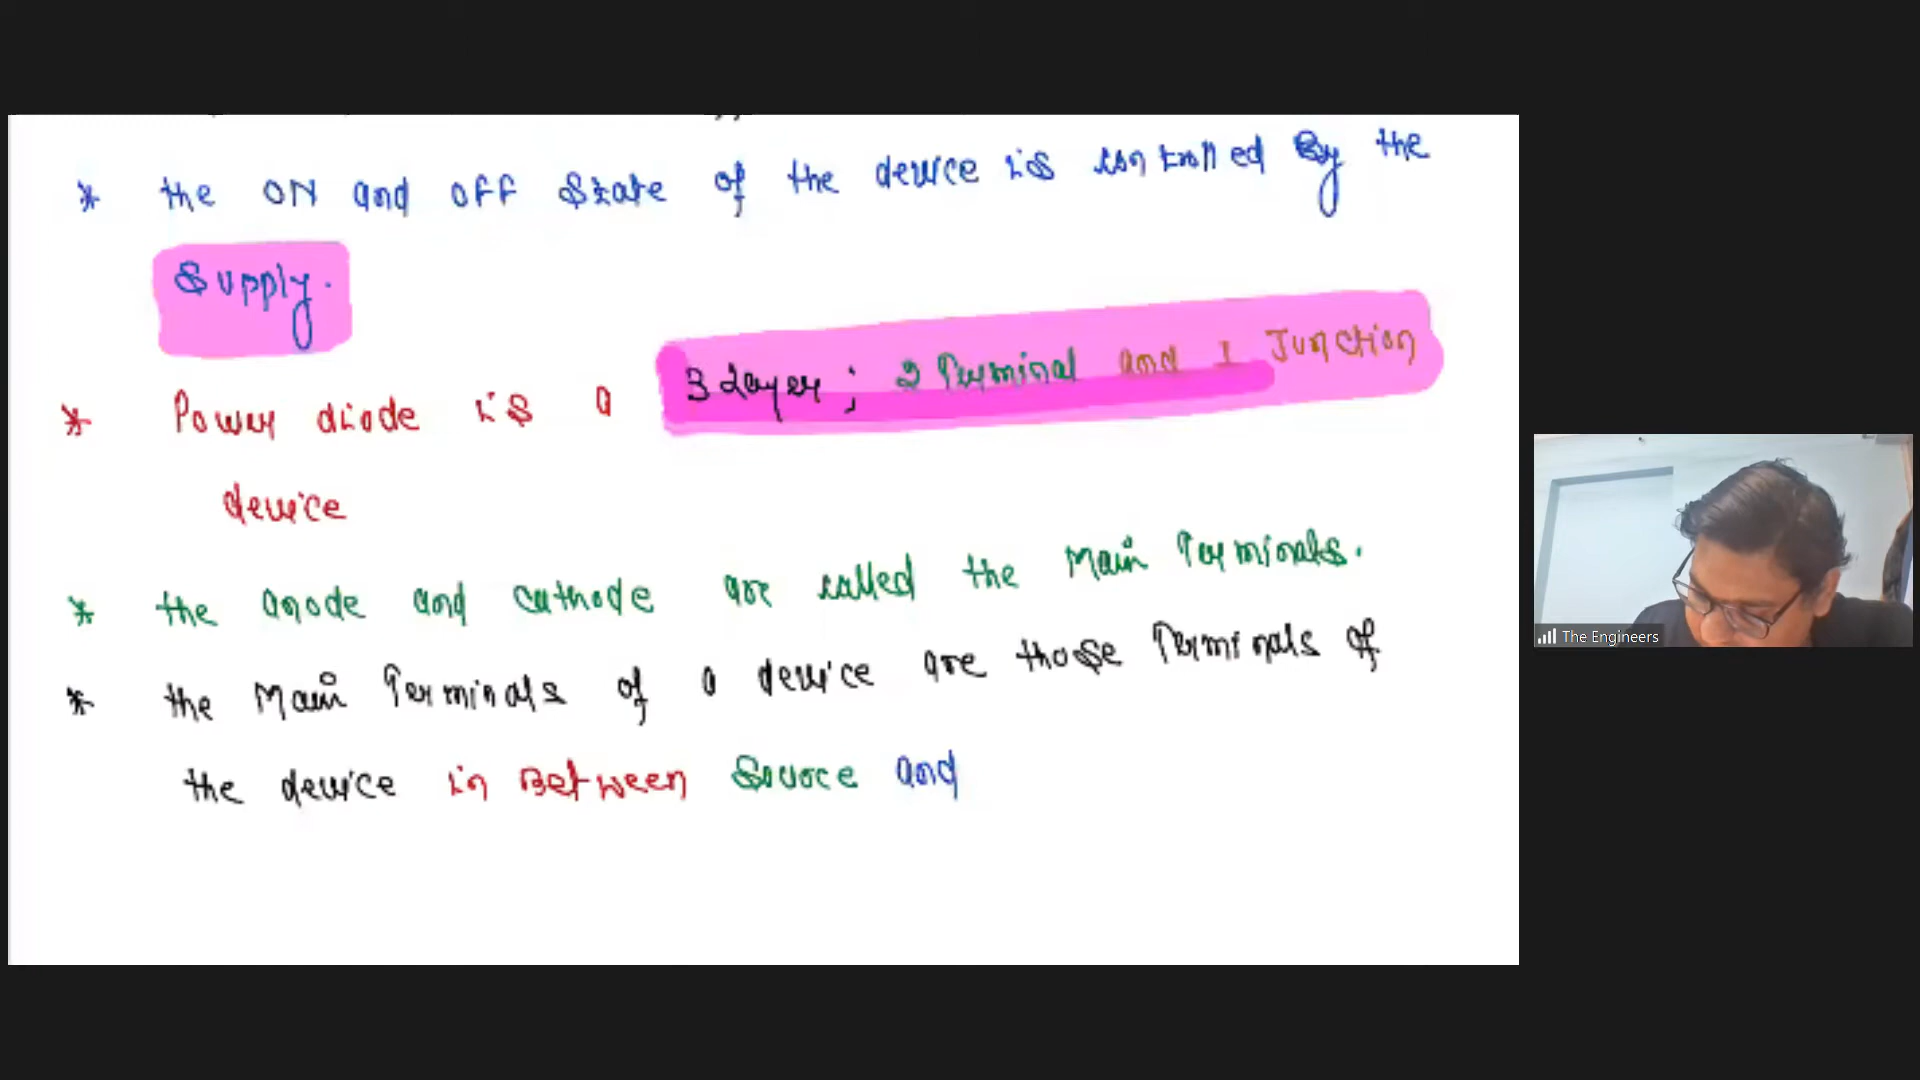 * the ON and OFF State of the device is controlled By the
Supply.
* Power diode is a 3 Layer; 2 Terminal and 1 Junction
device
* the anode and cathode are called the Main Terminals.
* the Main Terminals of a device are those Terminals of
the device in Between Source and
The Engineers